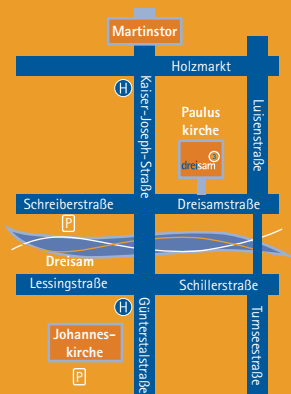 Martinstor
Holzmarkt
H
Kaiser-Joseph-Straße
Luisenstraße
Paulus
kirche
dreisam
Schreiberstraße
Dreisamstraße
P
Dreisam
Lessingstraße
Schillerstraße
H
Günterstalstraße
Turnseestraße
Johannes-
kirche
P